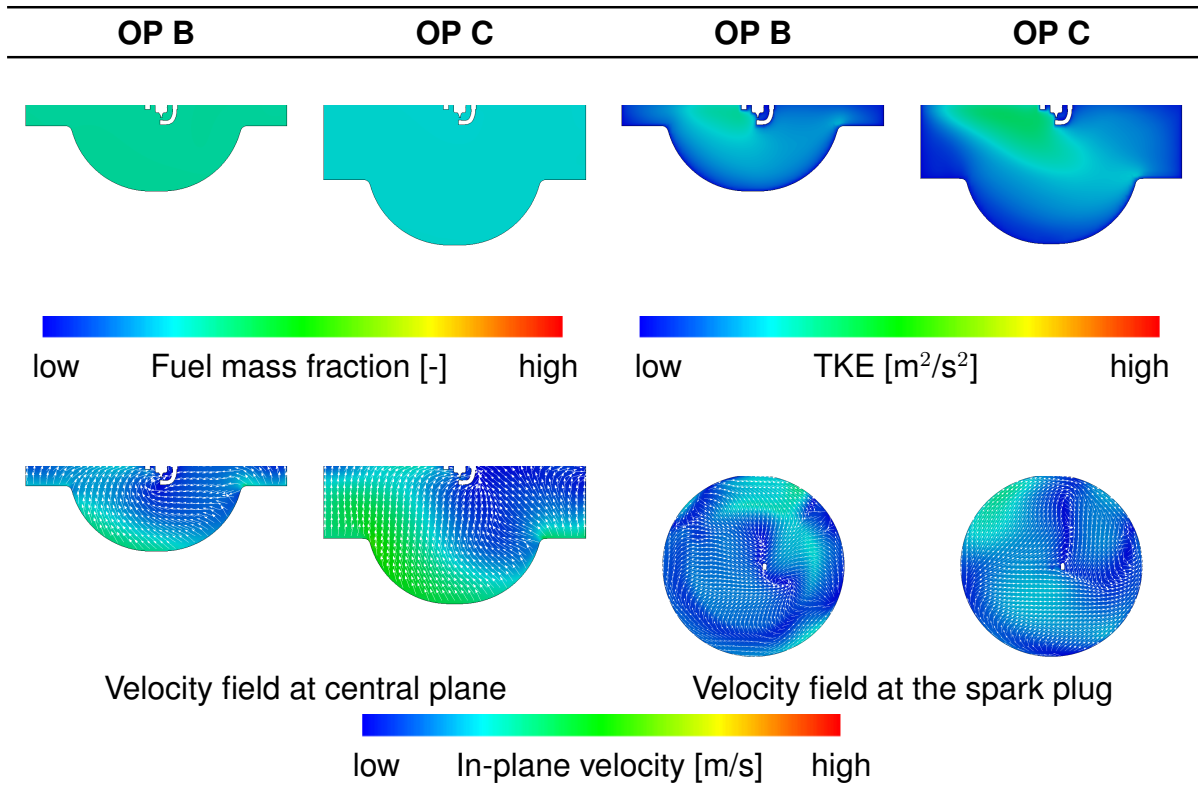 OP B OP C OP B OP C
low Fuel mass fraction [-] high low TKE [m²/s²] high
Velocity field at central plane Velocity field at the spark plug
low In-plane velocity [m/s] high